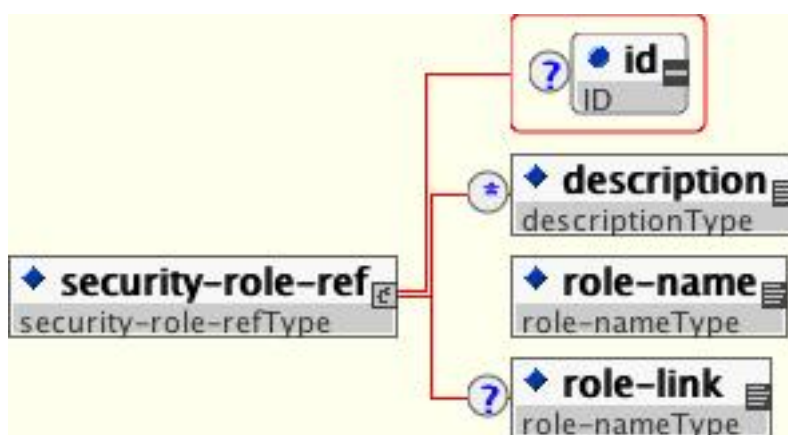 ? id
ID
* description
descriptionType
security-role-ref
security-role-refType
role-name
role-nameType
? role-link
role-nameType